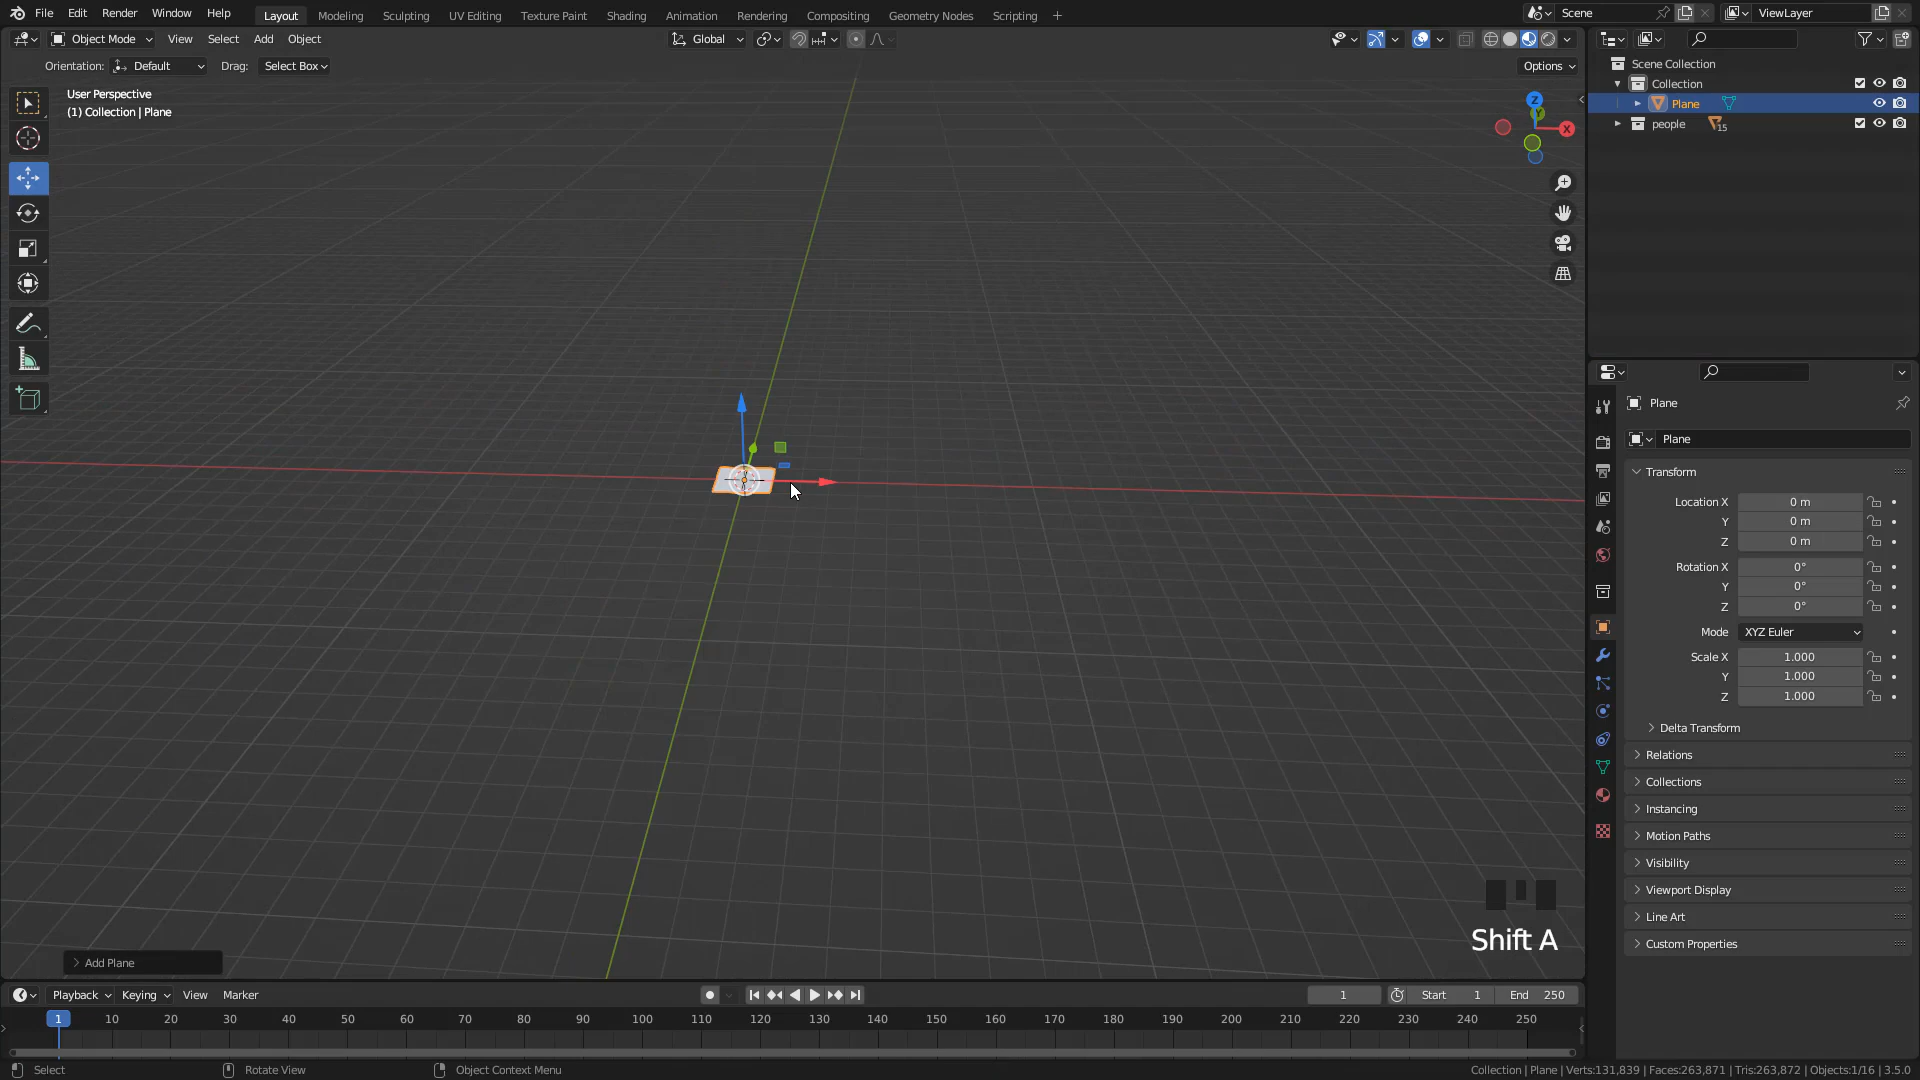 File Edit Render Window Help Layout Modeling Sculpting UV Editing Texture Paint Shading Animation Rendering Compositing Geometry Nodes Scripting + Scene ViewLayer
Object Mode View Select Add Object Global
Orientation: Default Drag: Select Box Options
User Perspective
(1) Collection | Plane
Z
Y
X
Scene Collection
Collection
Plane
people 15
Plane
Plane
Transform
Location X 0 m
Y 0 m
Z 0 m
Rotation X 0°
Y 0°
Z 0°
Mode XYZ Euler
Scale X 1.000
Y 1.000
Z 1.000
Delta Transform
Relations
Collections
Instancing
Motion Paths
Visibility
Viewport Display
Line Art
Custom Properties
Shift A
Add Plane
Playback Keying View Marker 1 Start 1 End 250
1 10 20 30 40 50 60 70 80 90 100 110 120 130 140 150 160 170 180 190 200 210 220 230 240 250
Select Rotate View Object Context Menu Collection | Plane | Verts:131,839 | Faces:263,871 | Tris:263,872 | Objects:1/16 | 3.5.0